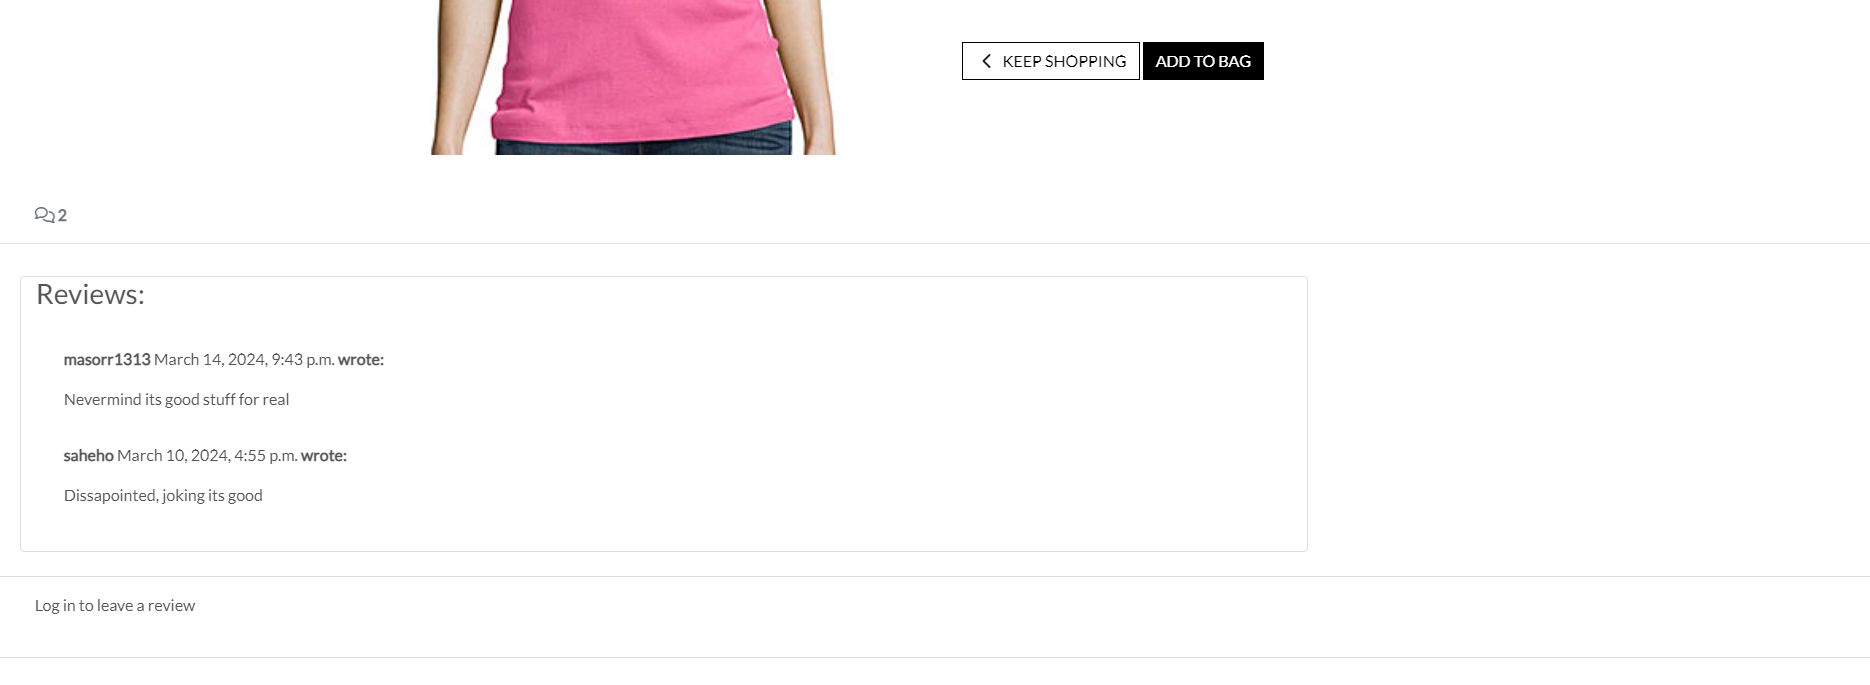 KEEP SHOPPING ADD TO BAG
2
Reviews:
masorr1313 March 14, 2024, 9:43 p.m. wrote:
Nevermind its good stuff for real
saheho March 10, 2024, 4:55 p.m. wrote:
Dissapointed, joking its good
Log in to leave a review